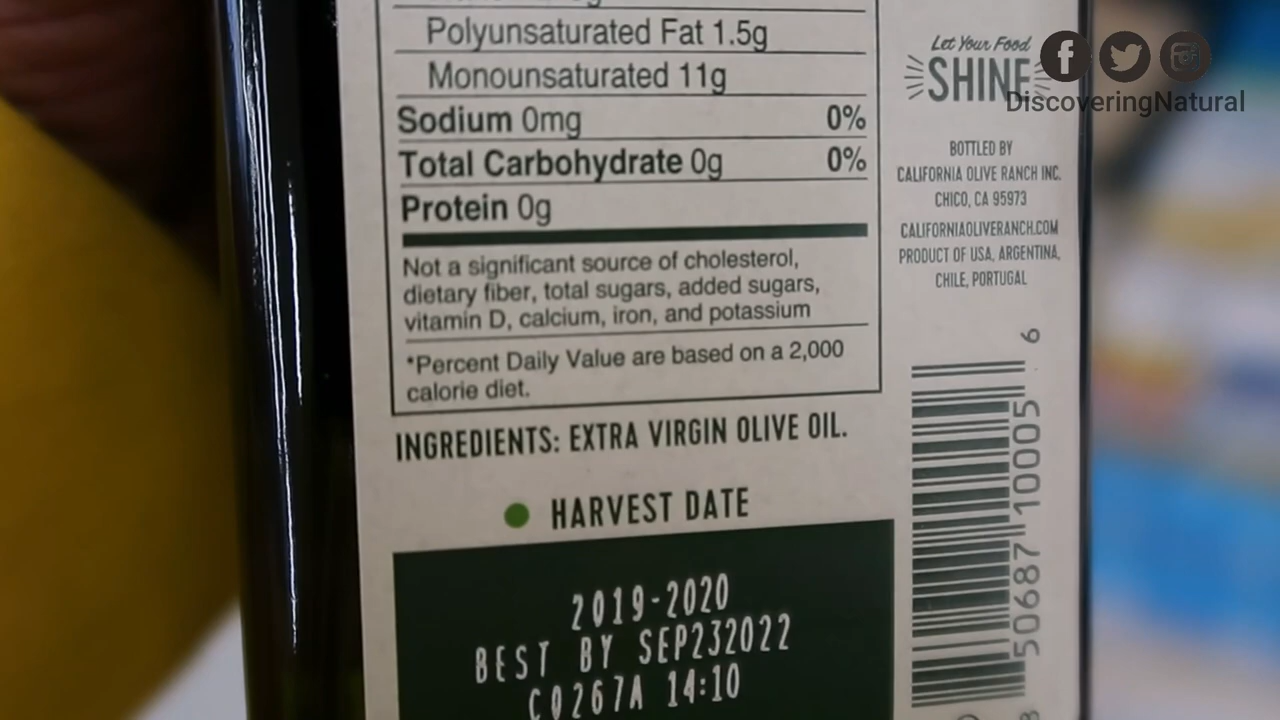 Polyunsaturated Fat 1.5g
Monounsaturated 11g
Sodium 0mg 0%
Total Carbohydrate 0g 0%
Protein 0g
Not a significant source of cholesterol,
dietary fiber, total sugars, added sugars,
vitamin D, calcium, iron, and potassium
*Percent Daily Value are based on a 2,000
calorie diet.
INGREDIENTS: EXTRA VIRGIN OLIVE OIL.
HARVEST DATE
2019-2020
BEST BY SEP232022
C0267A 14:10
Let Your Food
SHINE
DiscoveringNatural
BOTTLED BY
CALIFORNIA OLIVE RANCH INC.
CHICO, CA 95973
CALIFORNIAOLIVERANCH.COM
PRODUCT OF USA, ARGENTINA,
CHILE, PORTUGAL
50687 10005 6